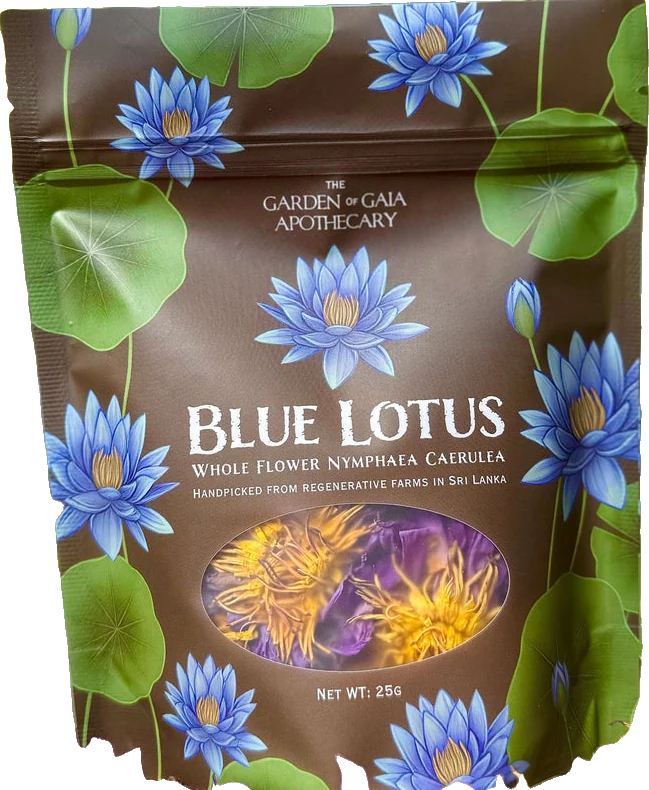 THE
GARDEN OF GAIA
APOTHECARY
BLUE LOTUS
WHOLE FLOWER NYMPHAEA CAERULEA
HANDPICKED FROM REGENERATIVE FARMS IN SRI LANKA
NET WT: 25G